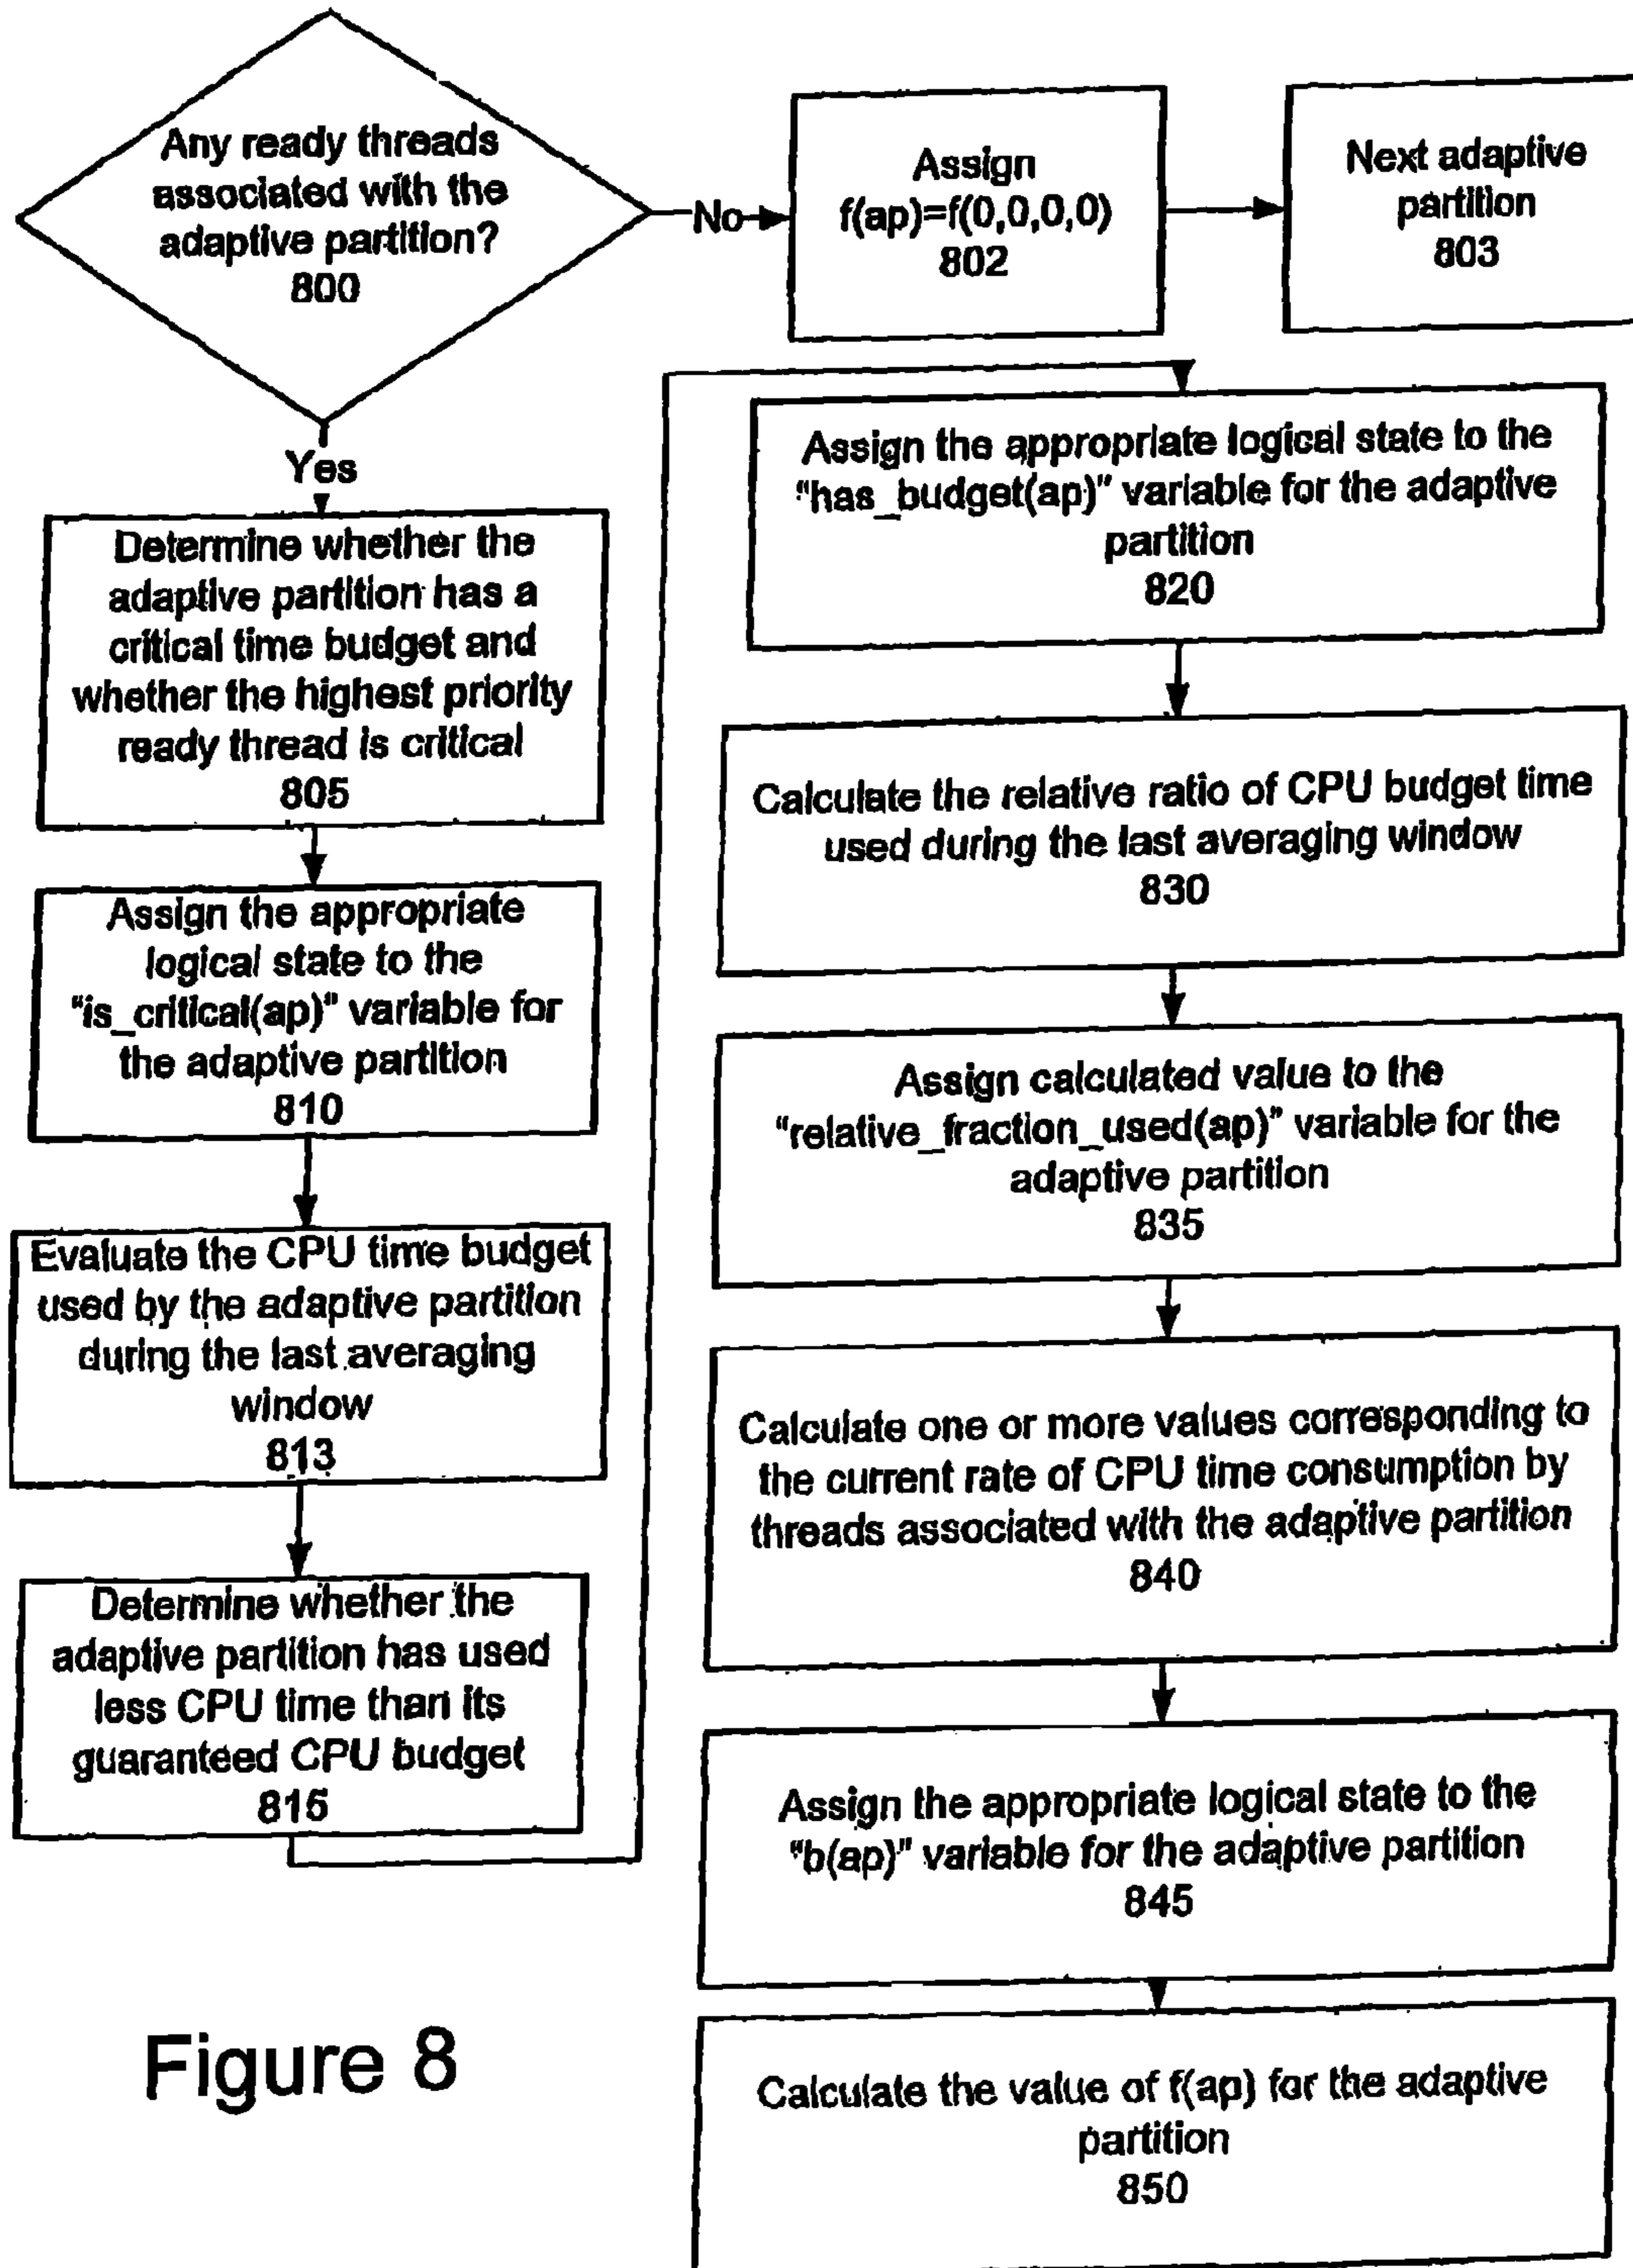 Any ready threads
associated with the
adaptive partition?
800
No
Assign
f(ap)=f(0,0,0,0)
802
Next adaptive
partition
803
Yes
Determine whether the
adaptive partition has a
critical time budget and
whether the highest priority
ready thread is critical
805
Assign the appropriate
logical state to the
"is_critical(ap)" variable for
the adaptive partition
810
Evaluate the CPU time budget
used by the adaptive partition
during the last averaging
window
813
Determine whether the
adaptive partition has used
less CPU time than its
guaranteed CPU budget
815
Assign the appropriate logical state to the
"has_budget(ap)" variable for the adaptive
partition
820
Calculate the relative ratio of CPU budget time
used during the last averaging window
830
Assign calculated value to the
"relative_fraction_used(ap)" variable for the
adaptive partition
835
Calculate one or more values corresponding to
the current rate of CPU time consumption by
threads associated with the adaptive partition
840
Assign the appropriate logical state to the
"b(ap)" variable for the adaptive partition
845
Calculate the value of f(ap) for the adaptive
partition
850
Figure 8